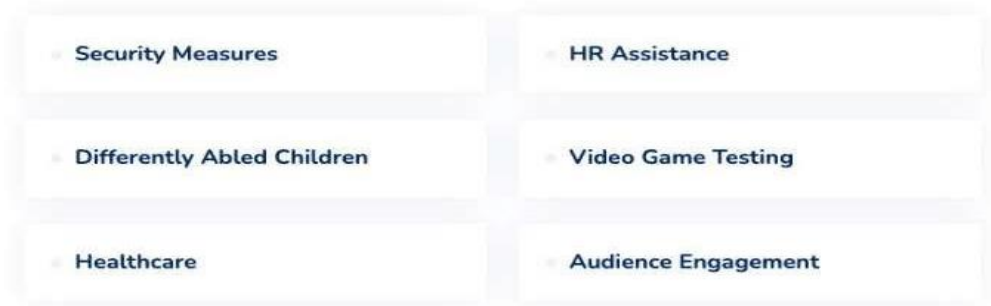 Security Measures
HR Assistance
Differently Abled Children
Video Game Testing
Healthcare
Audience Engagement